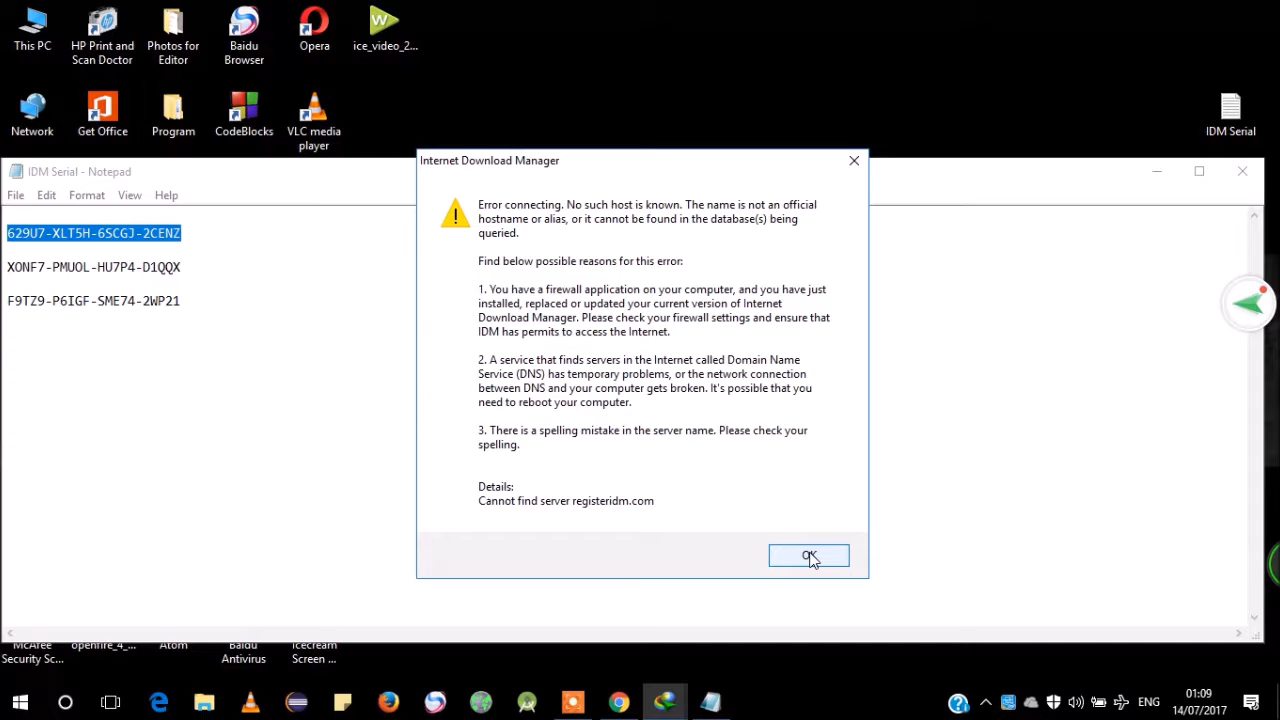 This PC
HP Print and
Scan Doctor
Photos for
Editor
Baidu
Browser
Opera
ice_video_2...
Network
Get Office
Program
CodeBlocks
VLC media
player
IDM Serial
IDM Serial - Notepad
File Edit Format View Help
629U7-XLT5H-6SCGJ-2CENZ
XONF7-PMUOL-HU7P4-D1QQX
F9TZ9-P6IGF-SME74-2WP21
Internet Download Manager
Error connecting. No such host is known. The name is not an official
hostname or alias, or it cannot be found in the database(s) being
queried.
Find below possible reasons for this error:
1. You have a firewall application on your computer, and you have just
installed, replaced or updated your current version of Internet
Download Manager. Please check your firewall settings and ensure that
IDM has permits to access the Internet.
2. A service that finds servers in the Internet called Domain Name
Service (DNS) has temporary problems, or the network connection
between DNS and your computer gets broken. It's possible that you
need to reboot your computer.
3. There is a spelling mistake in the server name. Please check your
spelling.
Details:
Cannot find server registeridm.com
OK
McAfee
Security Sc...
openfire_4_...
Atom
Baidu
Antivirus
Icecream
Screen ...
ENG
01:09
14/07/2017